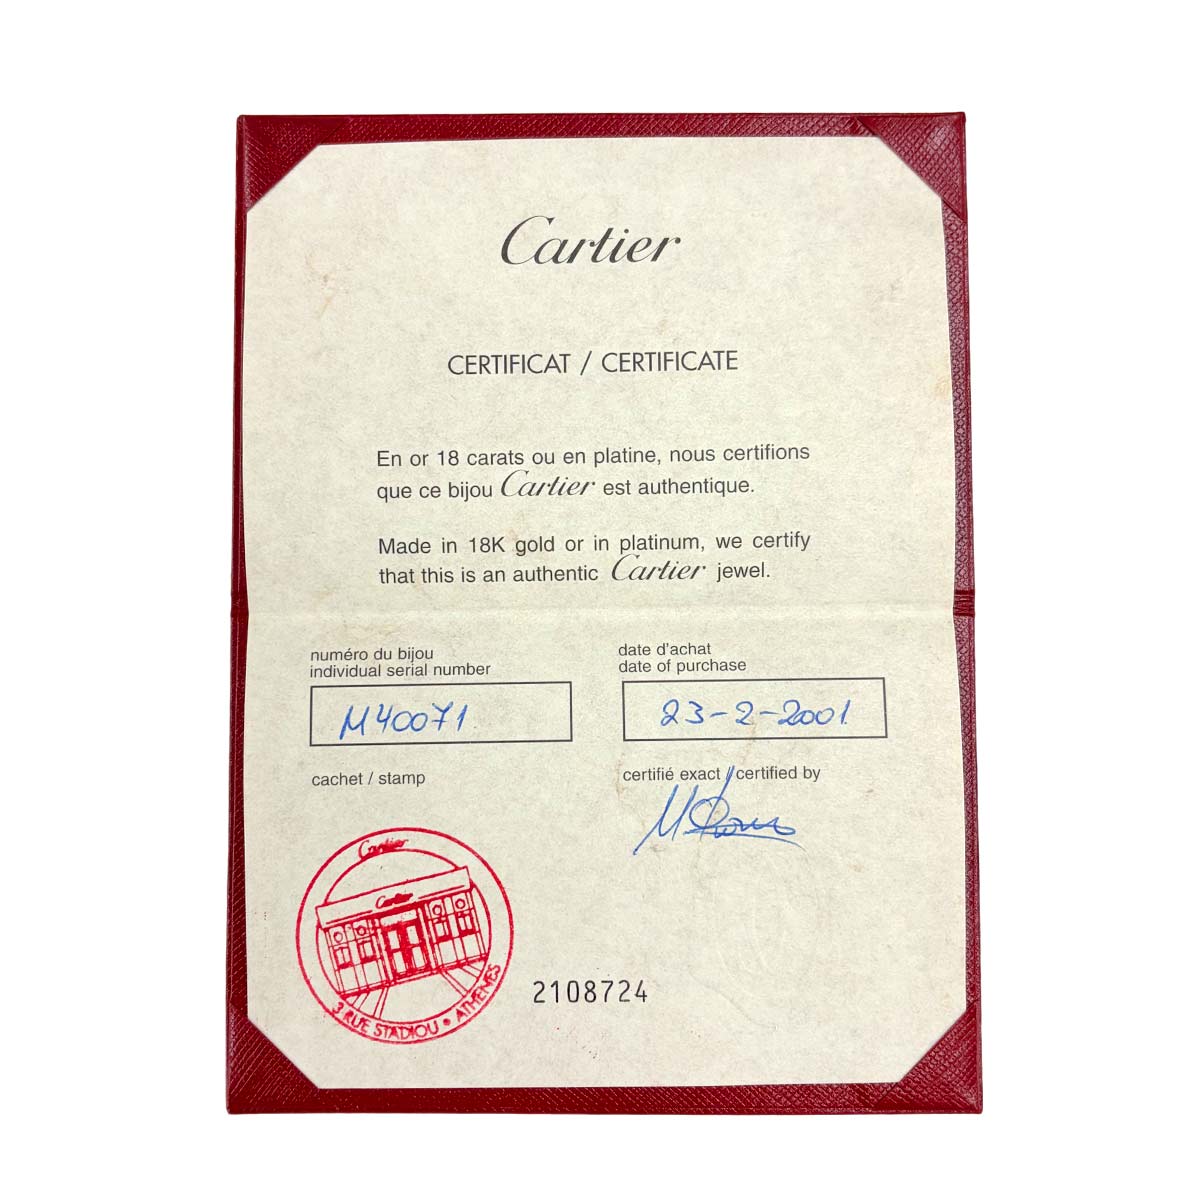 Cartier
CERTIFICAT / CERTIFICATE
En or 18 carats ou en platine, nous certifions
que ce bijou Cartier est authentique.
Made in 18K gold or in platinum, we certify
that this is an authentic Cartier jewel.
numéro du bijou
individual serial number
M40071
date d'achat
date of purchase
23-2-2001
cachet / stamp
certifié exact / certified by
Cartier
Cartier
3 RUE STADIOU • ATHENES
2108724